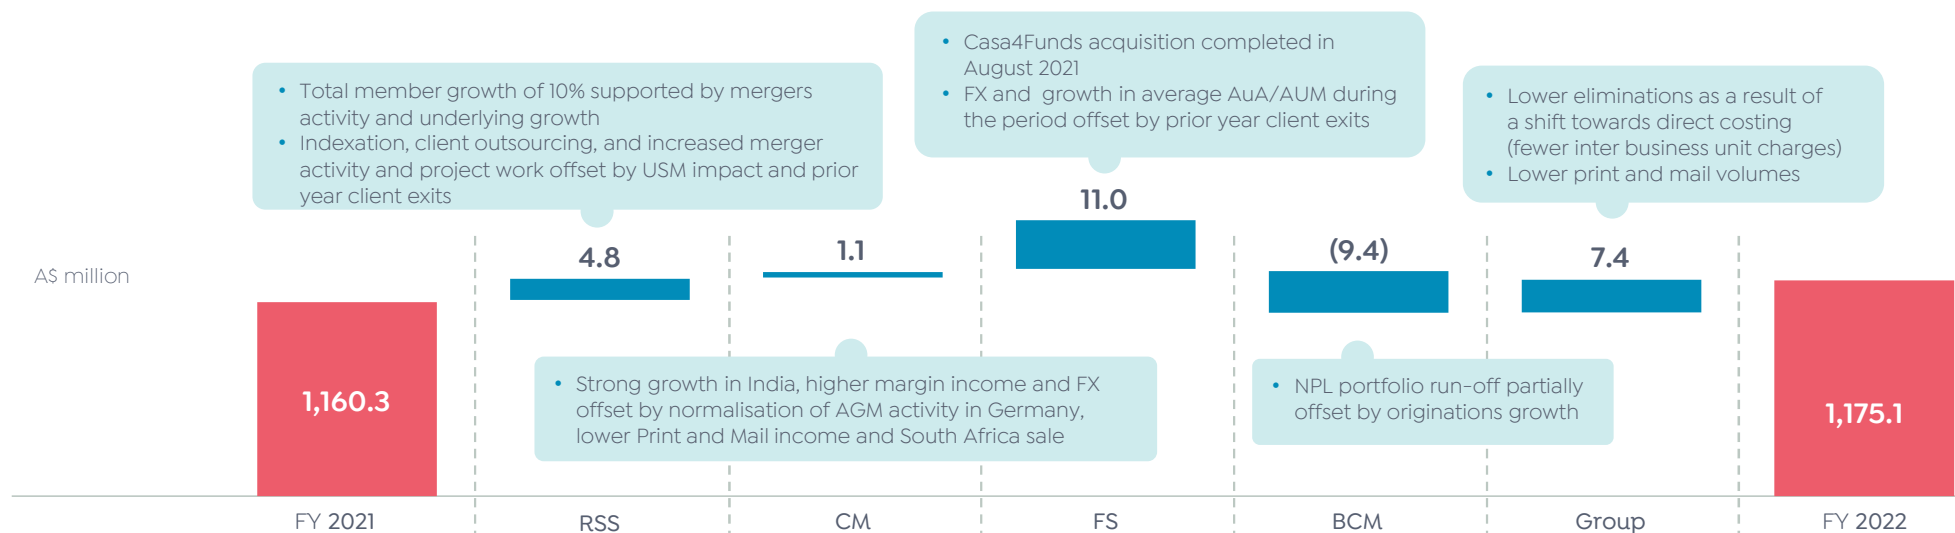 • Casa4Funds acquisition completed in
August 2021
• FX and growth in average AuA/AUM during
the period offset by prior year client exits
• Total member growth of 10% supported by mergers
activity and underlying growth
• Indexation, client outsourcing, and increased merger
activity and project work offset by USM impact and prior
year client exits
• Lower eliminations as a result of
a shift towards direct costing
(fewer inter business unit charges)
• Lower print and mail volumes
A$ million
4.8
1.1
11.0
(9.4)
7.4
1,160.3
• Strong growth in India, higher margin income and FX
offset by normalisation of AGM activity in Germany,
lower Print and Mail income and South Africa sale
• NPL portfolio run-off partially
offset by originations growth
1,175.1
FY 2021
RSS
CM
FS
BCM
Group
FY 2022